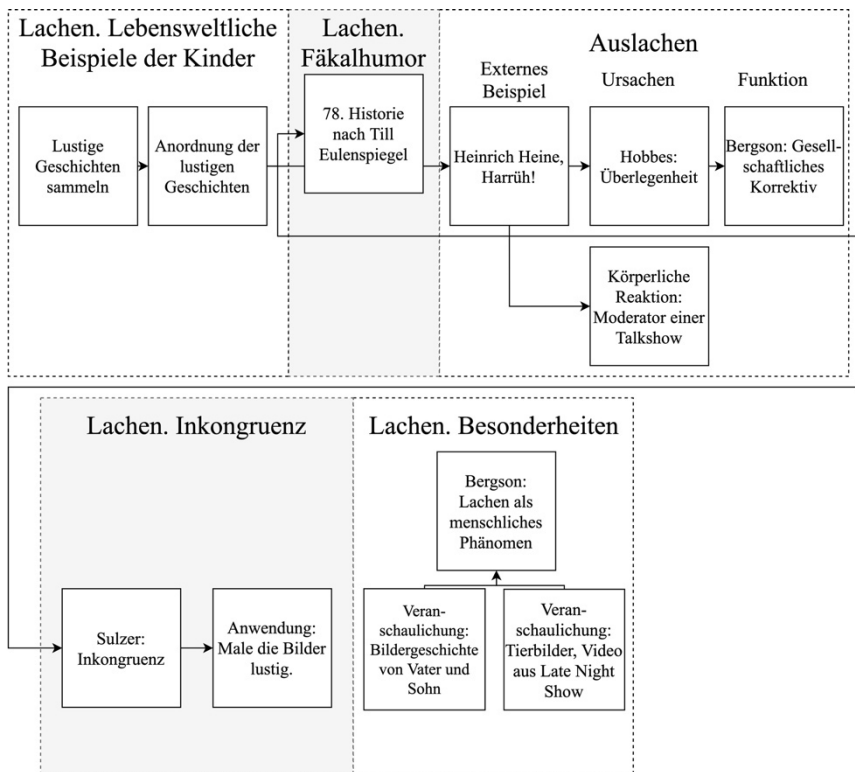 Lachen. Lebensweltliche
Beispiele der Kinder
Lachen.
Fäkalhumor
Auslachen
Externes
Beispiel
Ursachen
Funktion
Lustige
Geschichten
sammeln
Anordnung der
lustigen
Geschichten
78. Historie
nach Till
Eulenspiegel
Heinrich Heine,
Harrüh!
Hobbes:
Überlegenheit
Bergson: Gesell-
schaftliches
Korrektiv
Körperliche
Reaktion:
Moderator einer
Talkshow
Lachen. Inkongruenz
Lachen. Besonderheiten
Bergson:
Lachen als
menschliches
Phänomen
Sulzer:
Inkongruenz
Anwendung:
Male die Bilder
lustig.
Veran-
schaulichung:
Bildergeschichte
von Vater und
Sohn
Veran-
schaulichung:
Tierbilder, Video
aus Late Night
Show